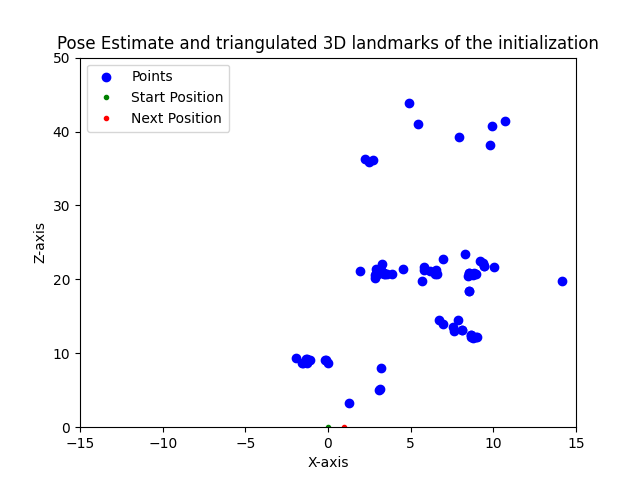 Pose Estimate and triangulated 3D landmarks of the initialization
50
Points
Start Position
Next Position
40
30
Z-axis
20
10
0
−15 −10 −5 0 5 10 15
X-axis